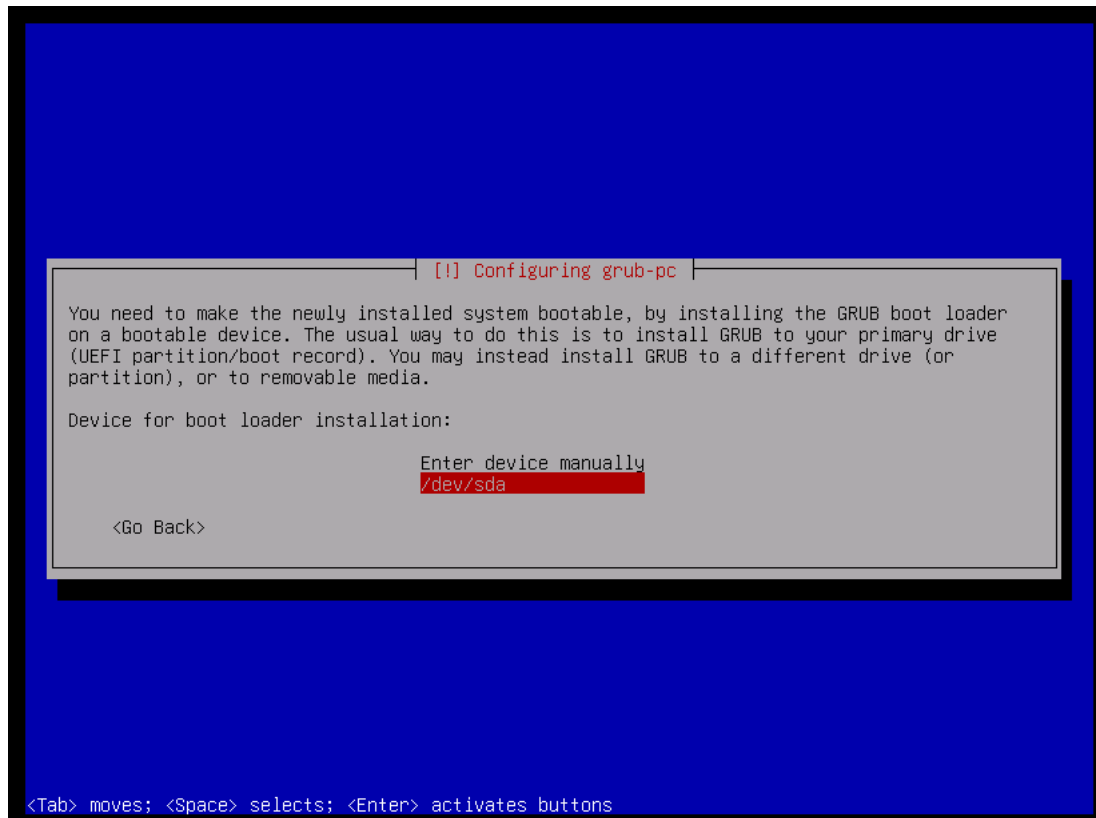 [!] Configuring grub-pc
You need to make the newly installed system bootable, by installing the GRUB boot loader
on a bootable device. The usual way to do this is to install GRUB to your primary drive
(UEFI partition/boot record). You may instead install GRUB to a different drive (or
partition), or to removable media.
Device for boot loader installation:
Enter device manually
/dev/sda
<Go Back>
<Tab> moves; <Space> selects; <Enter> activates buttons